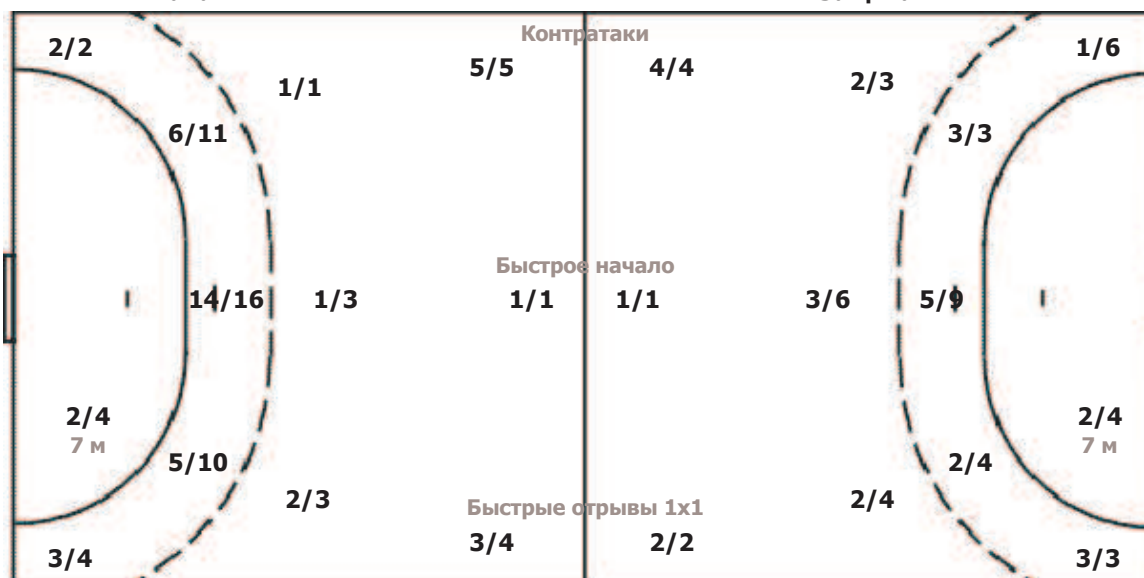 Контратаки
2/2 1/1 5/5 4/4 2/3 1/6
6/11 3/3
Быстрое начало
14/16 1/3 1/1 1/1 3/6 5/9
2/4 2/4
7 м 7 м
5/10 2/4
2/3 2/4
Быстрые отрывы 1x1
3/4 3/4 2/2 3/3